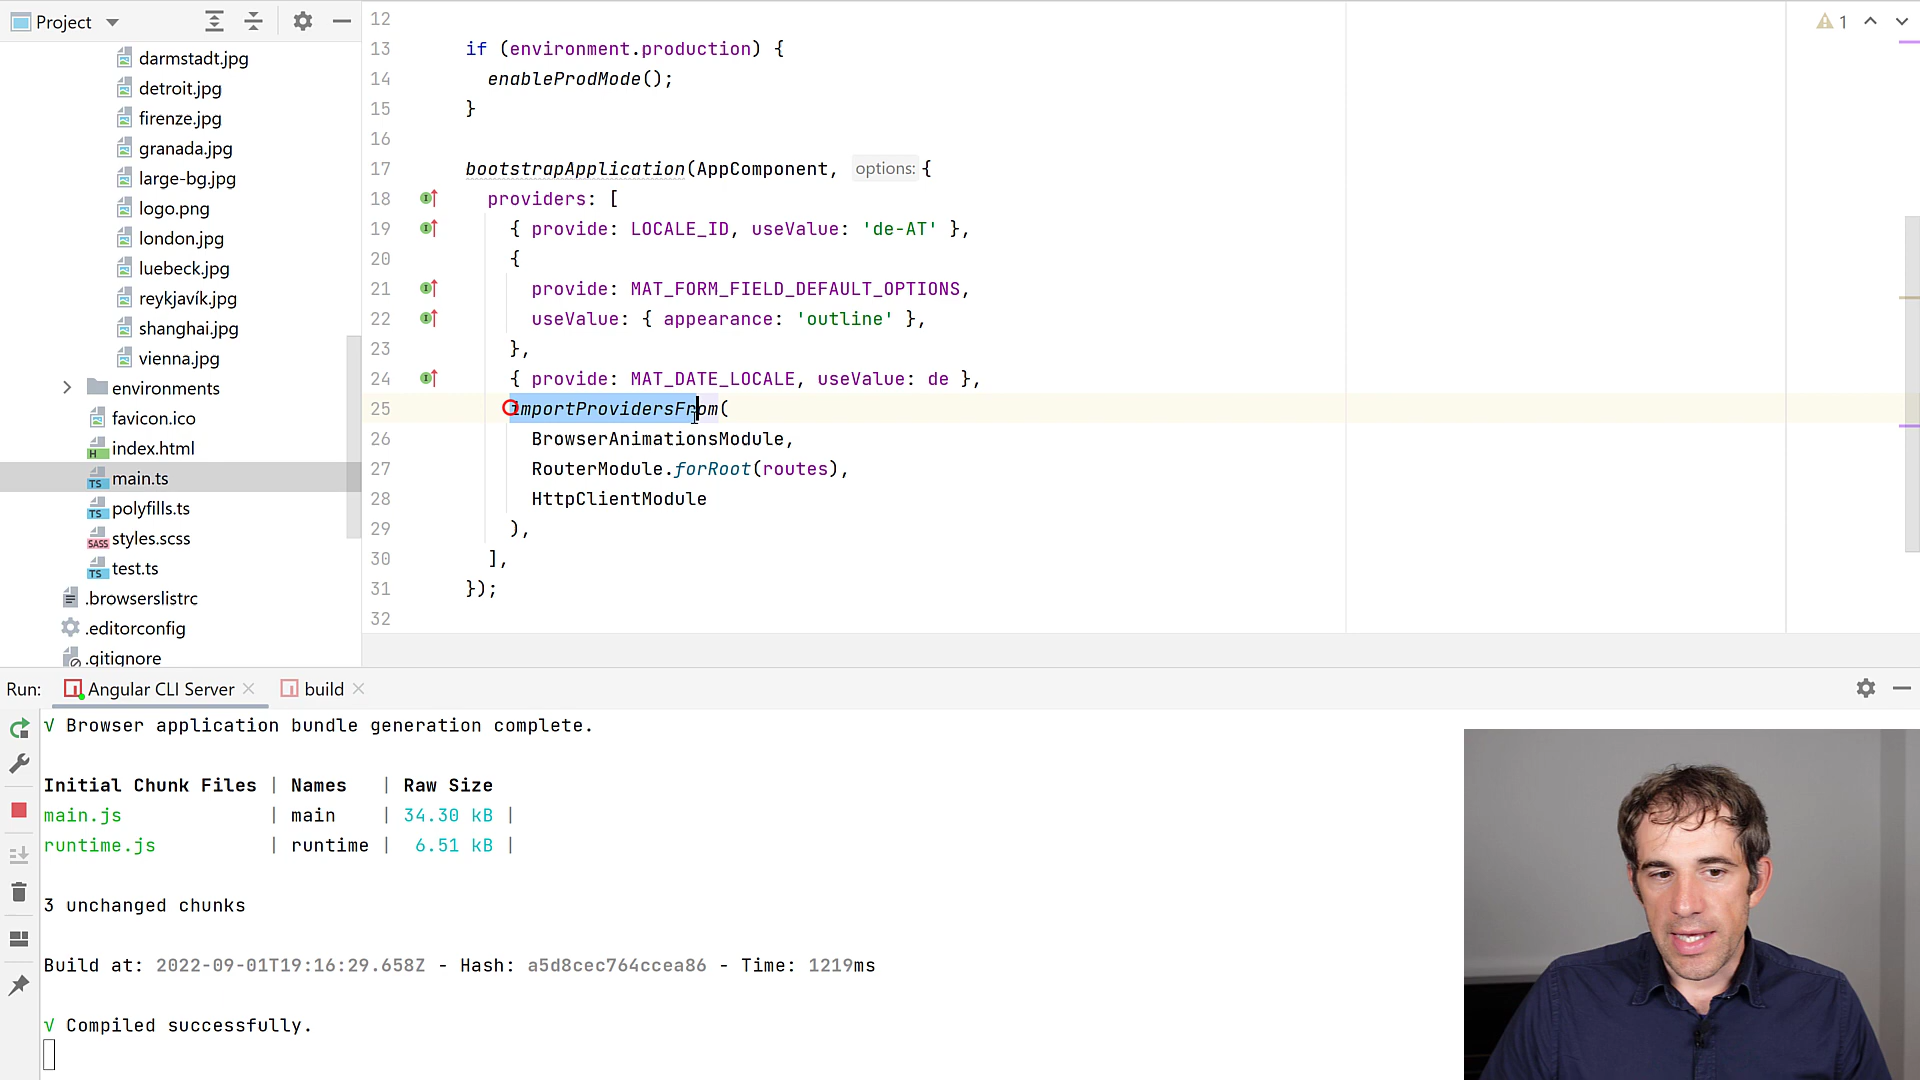 Project
darmstadt.jpg
detroit.jpg
firenze.jpg
granada.jpg
large-bg.jpg
logo.png
london.jpg
luebeck.jpg
reykjavík.jpg
shanghai.jpg
vienna.jpg
environments
favicon.ico
index.html
main.ts
polyfills.ts
styles.scss
test.ts
.browserslistrc
.editorconfig
.gitignore
12
13 if (environment.production) {
14 enableProdMode();
15 }
16
17 bootstrapApplication(AppComponent, options: {
18 providers: [
19 { provide: LOCALE_ID, useValue: 'de-AT' },
20 {
21 provide: MAT_FORM_FIELD_DEFAULT_OPTIONS,
22 useValue: { appearance: 'outline' },
23 },
24 { provide: MAT_DATE_LOCALE, useValue: de },
25 importProvidersFrom(
26 BrowserAnimationsModule,
27 RouterModule.forRoot(routes),
28 HttpClientModule
29 ),
30 ],
31 });
32
1
Run: Angular CLI Server build
√ Browser application bundle generation complete.
Initial Chunk Files | Names | Raw Size
main.js | main | 34.30 kB |
runtime.js | runtime | 6.51 kB |
3 unchanged chunks
Build at: 2022-09-01T19:16:29.658Z - Hash: a5d8cec764ccea86 - Time: 1219ms
√ Compiled successfully.